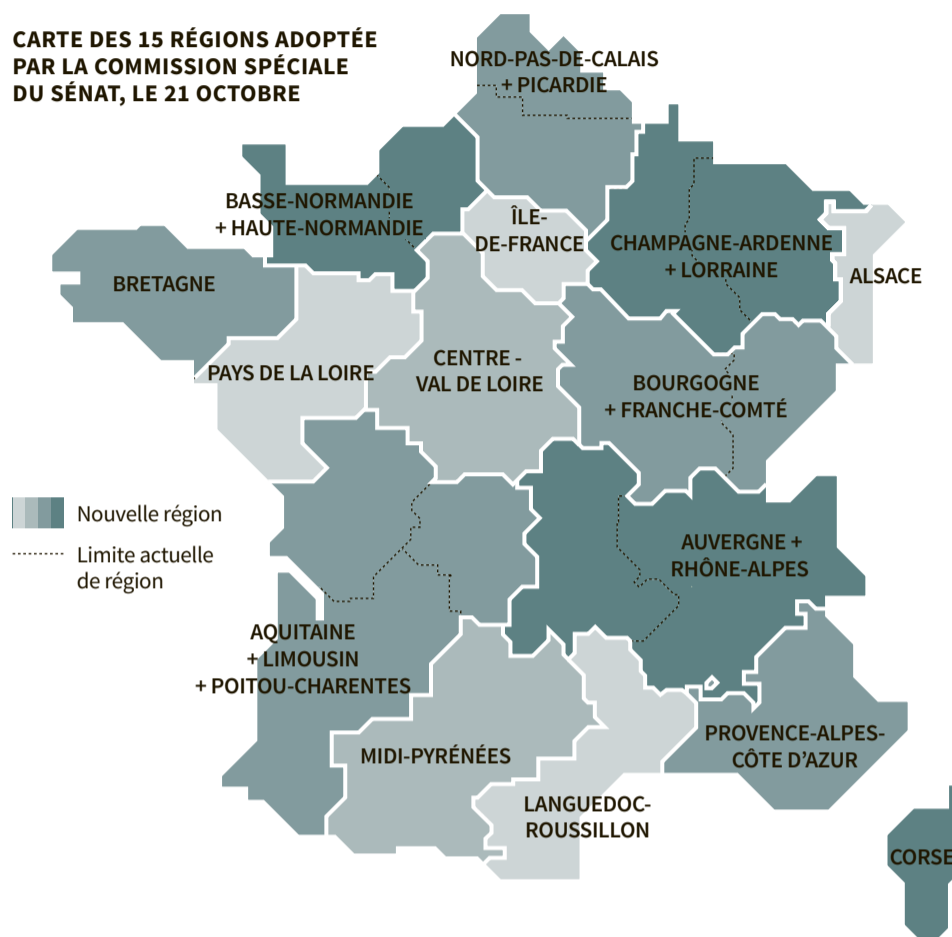 CARTE DES 15 RÉGIONS ADOPTÉE
PAR LA COMMISSION SPÉCIALE
DU SÉNAT, LE 21 OCTOBRE
NORD-PAS-DE-CALAIS
+ PICARDIE
BASSE-NORMANDIE
+ HAUTE-NORMANDIE
ÎLE-
DE-FRANCE
CHAMPAGNE-ARDENNE
+ LORRAINE
ALSACE
BRETAGNE
PAYS DE LA LOIRE
CENTRE -
VAL DE LOIRE
BOURGOGNE
+ FRANCHE-COMTÉ
Nouvelle région
Limite actuelle
de région
AUVERGNE +
RHÔNE-ALPES
AQUITAINE
+ LIMOUSIN
+ POITOU-CHARENTES
MIDI-PYRÉNÉES
PROVENCE-ALPES-
CÔTE D'AZUR
LANGUEDOC-
ROUSSILLON
CORSE